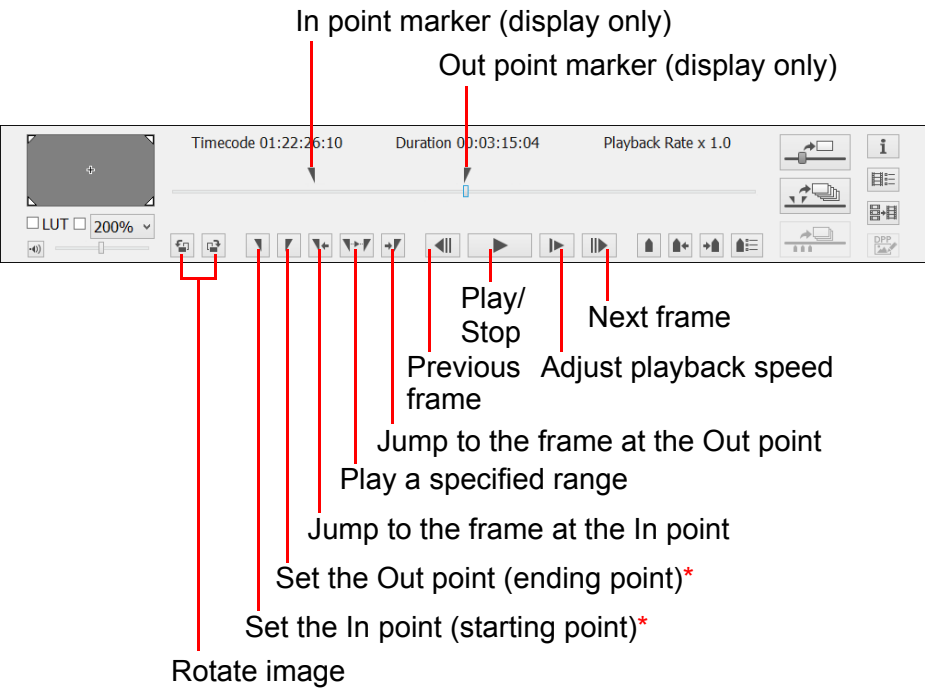 In point marker (display only)
Out point marker (display only)
Timecode 01:22:26:10 Duration 00:03:15:04 Playback Rate x 1.0
i
LUT 200%
DPP
Play/
Stop
Next frame
Previous
frame
Adjust playback speed
Jump to the frame at the Out point
Play a specified range
Jump to the frame at the In point
Set the Out point (ending point)*
Set the In point (starting point)*
Rotate image